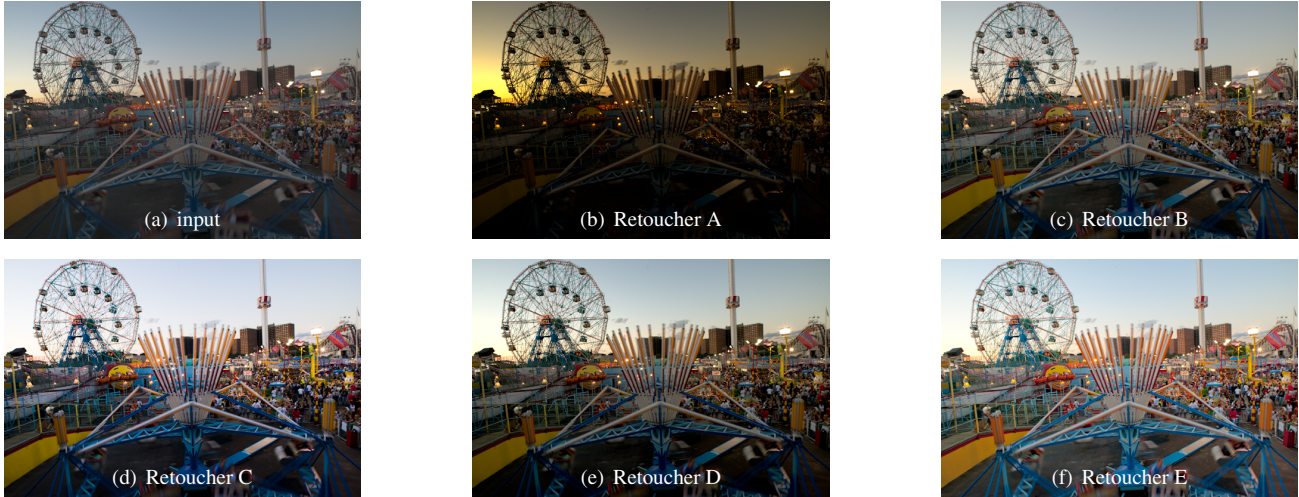 (a) input
(b) Retoucher A
(c) Retoucher B
(d) Retoucher C
(e) Retoucher D
(f) Retoucher E